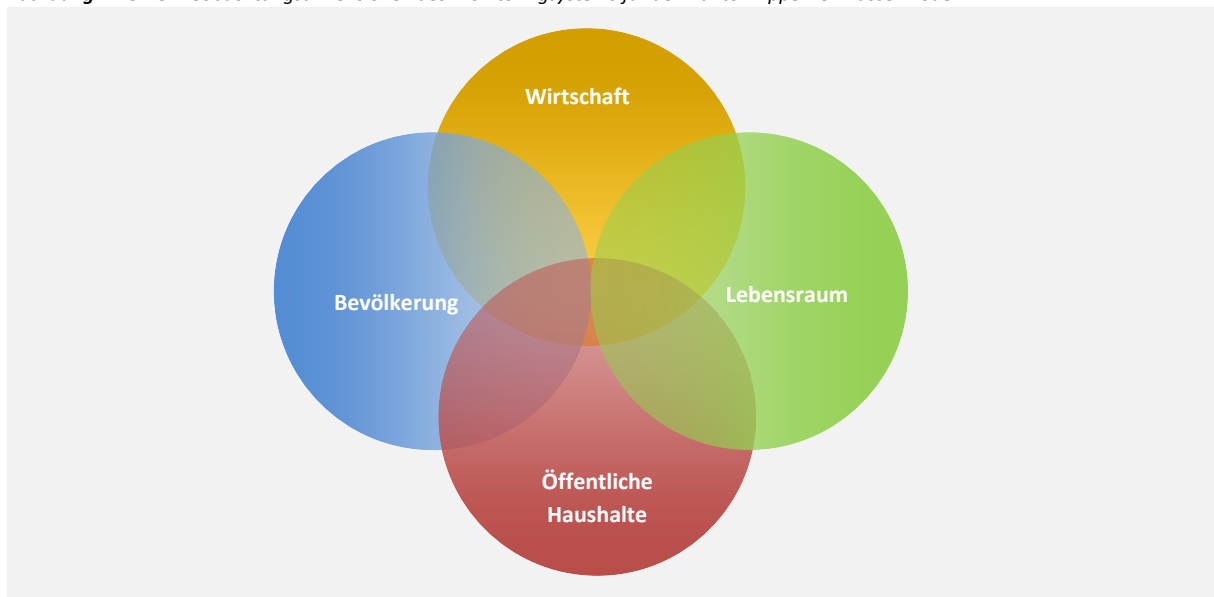 Wirtschaft
Bevölkerung
Lebensraum
Öffentliche
Haushalte